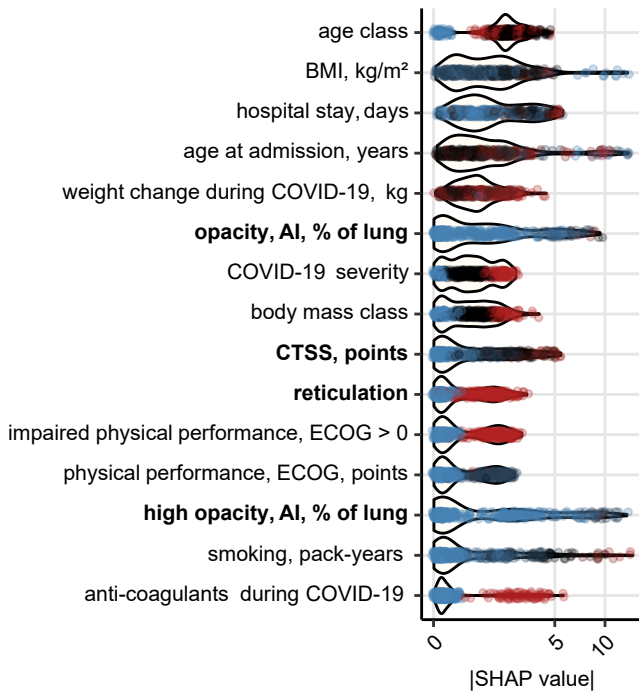 age class
BMI, kg/m²
hospital stay, days
age at admission, years
weight change during COVID-19, kg
opacity, AI, % of lung
COVID-19 severity
body mass class
CTSS, points
reticulation
impaired physical performance, ECOG > 0
physical performance, ECOG, points
high opacity, AI, % of lung
smoking, pack-years
anti-coagulants during COVID-19
0 5 10
|SHAP value|